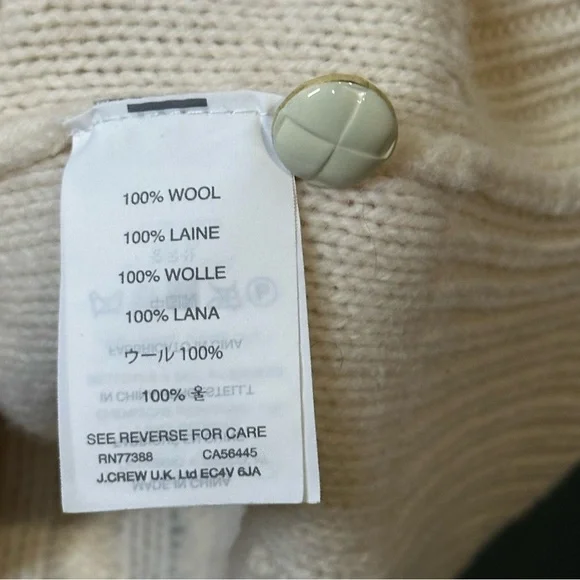 100% WOOL
100% LAINE
100% WOLLE
100% LANA
ウール 100%
100% 울
SEE REVERSE FOR CARE
RN77388 CA56445
J.CREW U.K. Ltd EC4V 6JA